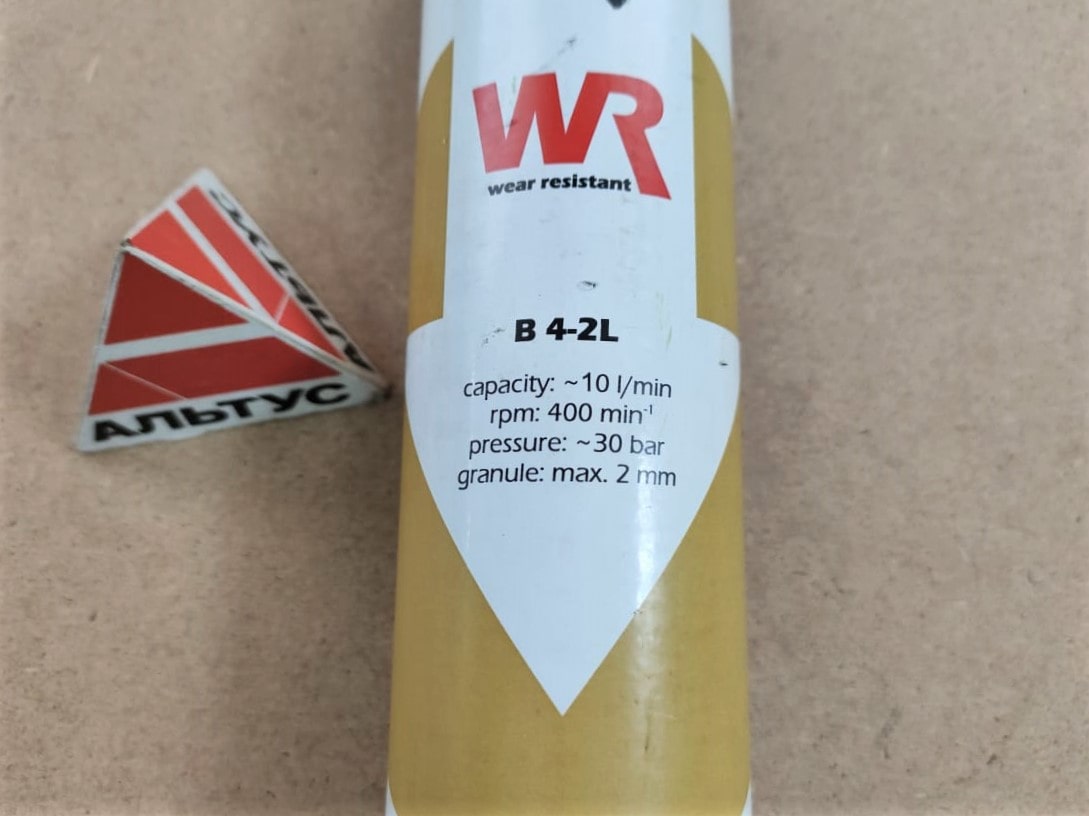 WR
wear resistant
B 4-2L
capacity: ~10 l/min
rpm: 400 min⁻¹
pressure: ~30 bar
granule: max. 2 mm
АЛЬТУС
АЛЬТУС